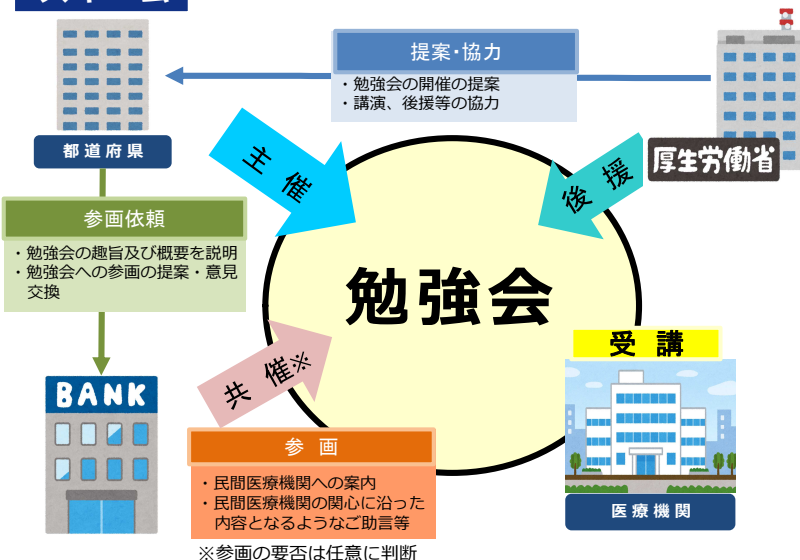 提案・協力
・勉強会の開催の提案
・講演、後援等の協力
都道府県
厚生労働省
主催
後援
参画依頼
・勉強会の趣旨及び概要を説明
・勉強会への参画の提案・意見
交換
勉強会
受講
共催※
BANK
参画
・民間医療機関への案内
・民間医療機関の関心に沿った
内容となるようなご助言等
医療機関
※参画の要否は任意に判断